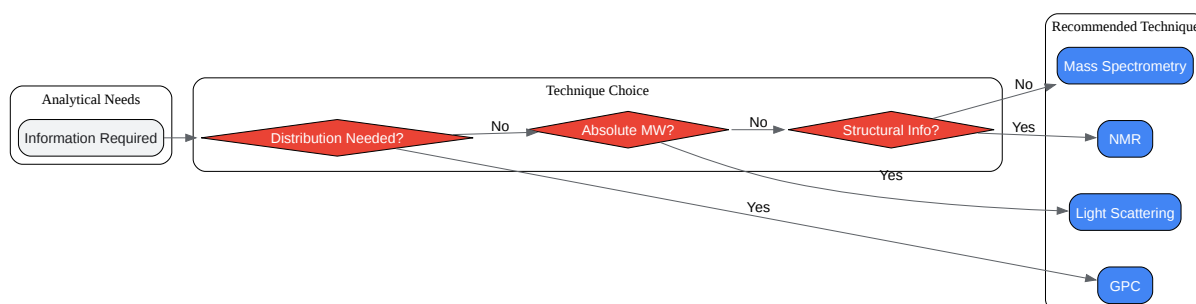 Analytical Needs
Information Required
Technique Choice
Distribution Needed?
No
Absolute MW?
No
Structural Info?
No
Yes
Yes
Yes
Recommended Technique
Mass Spectrometry
NMR
Light Scattering
GPC